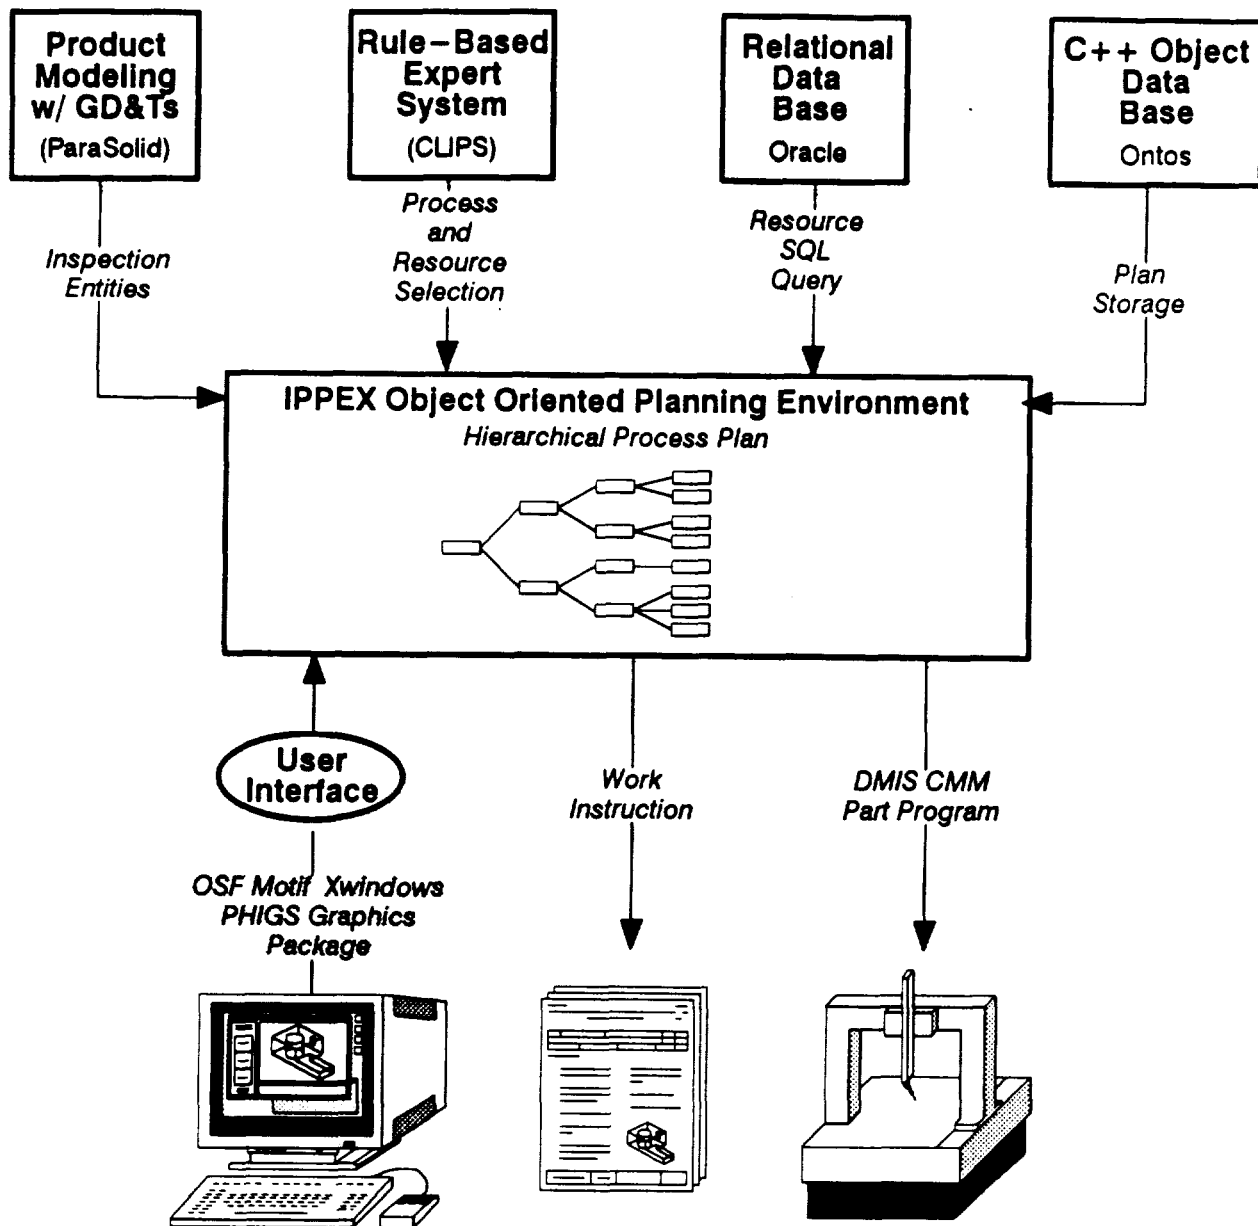 Product
Modeling
w/ GD&Ts
(ParaSolid)
Rule-Based
Expert
System
(CLIPS)
Relational
Data
Base
Oracle
C++ Object
Data
Base
Ontos
Inspection
Entities
Process
and
Resource
Selection
Resource
SQL
Query
Plan
Storage
IPPEX Object Oriented Planning Environment
Hierarchical Process Plan
User
Interface
Work
Instruction
DMIS CMM
Part Program
OSF Motif Xwindows
PHIGS Graphics
Package